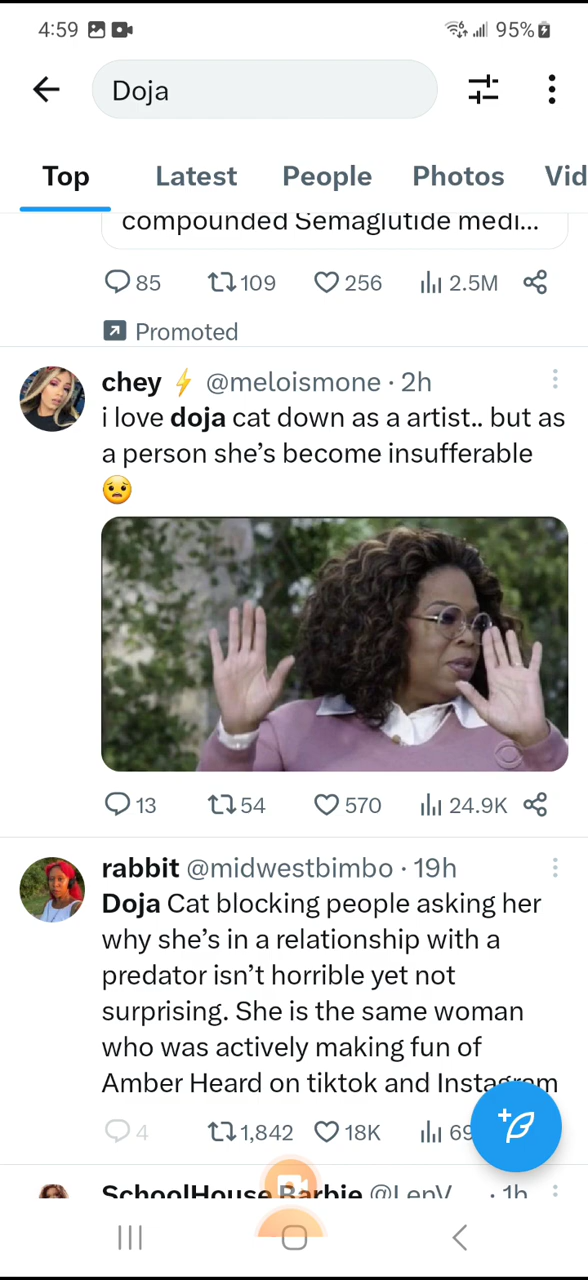 4:59 95%
Doja
Top Latest People Photos Vid
compounded Semaglutide medi...
85 109 256 2.5M
Promoted
chey ⚡ @meloismone · 2h
i love doja cat down as a artist.. but as
a person she’s become insufferable
😟
13 54 570 24.9K
rabbit @midwestbimbo · 19h
Doja Cat blocking people asking her
why she’s in a relationship with a
predator isn’t horrible yet not
surprising. She is the same woman
who was actively making fun of
Amber Heard on tiktok and Instagram
4 1,842 18K 69
SchoolHouse Barbie · 1h